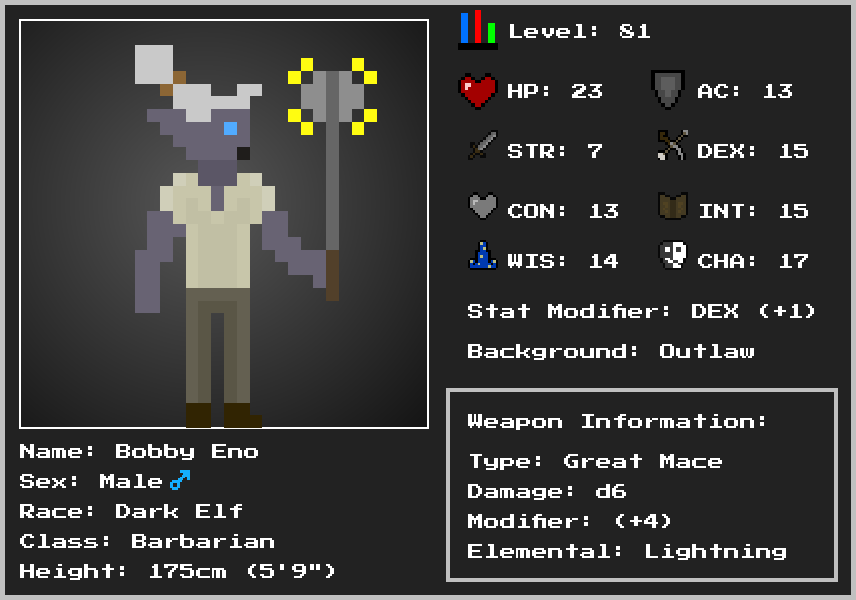 Level: 81
HP: 23
AC: 13
STR: 7
DEX: 15
CON: 13
INT: 15
WIS: 14
CHA: 17
Stat Modifier: DEX (+1)
Background: Outlaw
Weapon Information:
Type: Great Mace
Damage: d6
Modifier: (+4)
Elemental: Lightning
Name: Bobby Eno
Sex: Male♂
Race: Dark Elf
Class: Barbarian
Height: 175cm (5'9")